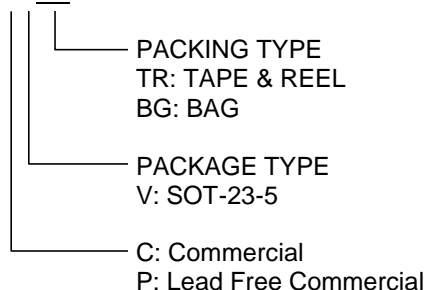 PACKING TYPE
TR: TAPE & REEL
BG: BAG
PACKAGE TYPE
V: SOT-23-5
C: Commercial
P: Lead Free Commercial